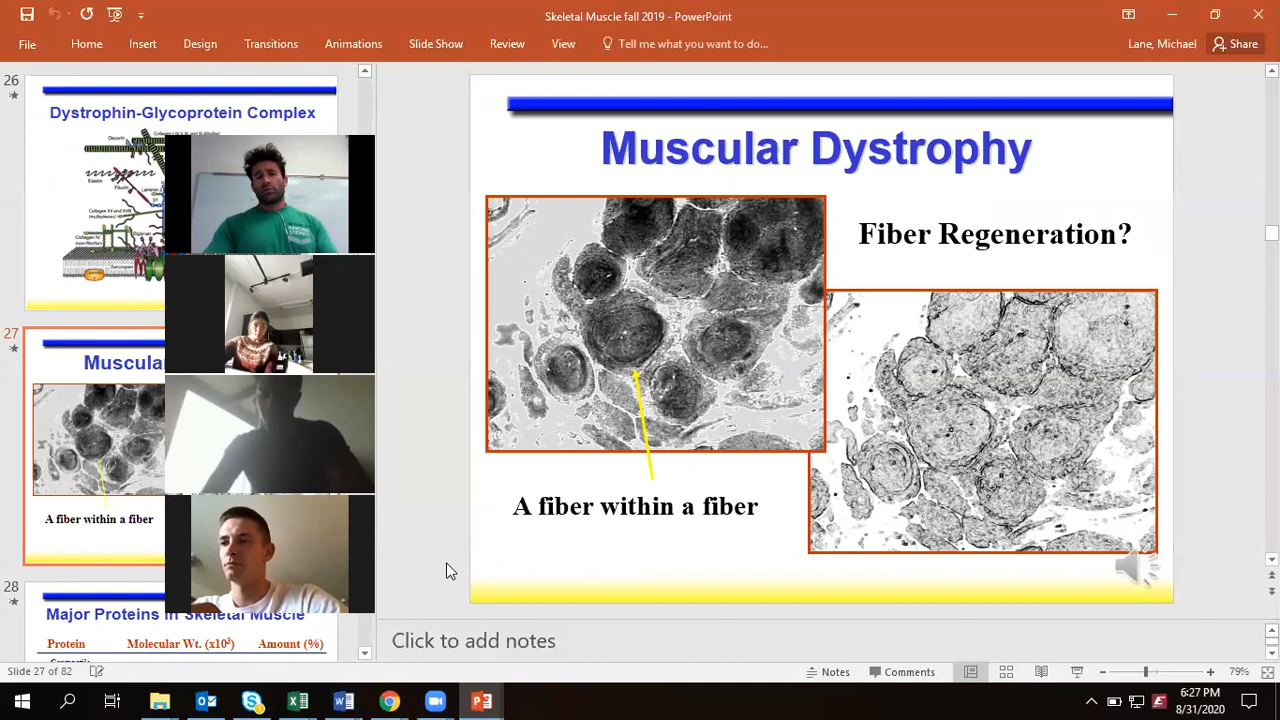 Skeletal Muscle fall 2019 - PowerPoint
File Home Insert Design Transitions Animations Slide Show Review View Tell me what you want to do... Lane, Michael Share
26
Dystrophin-Glycoprotein Complex
27
Muscula
A fiber within a fiber
28
Major Proteins in Skeletal Muscle
Protein Molecular Wt. (x10³) Amount (%)
Muscular Dystrophy
Fiber Regeneration?
A fiber within a fiber
Click to add notes
Slide 27 of 82 Notes Comments 79%
6:27 PM
8/31/2020